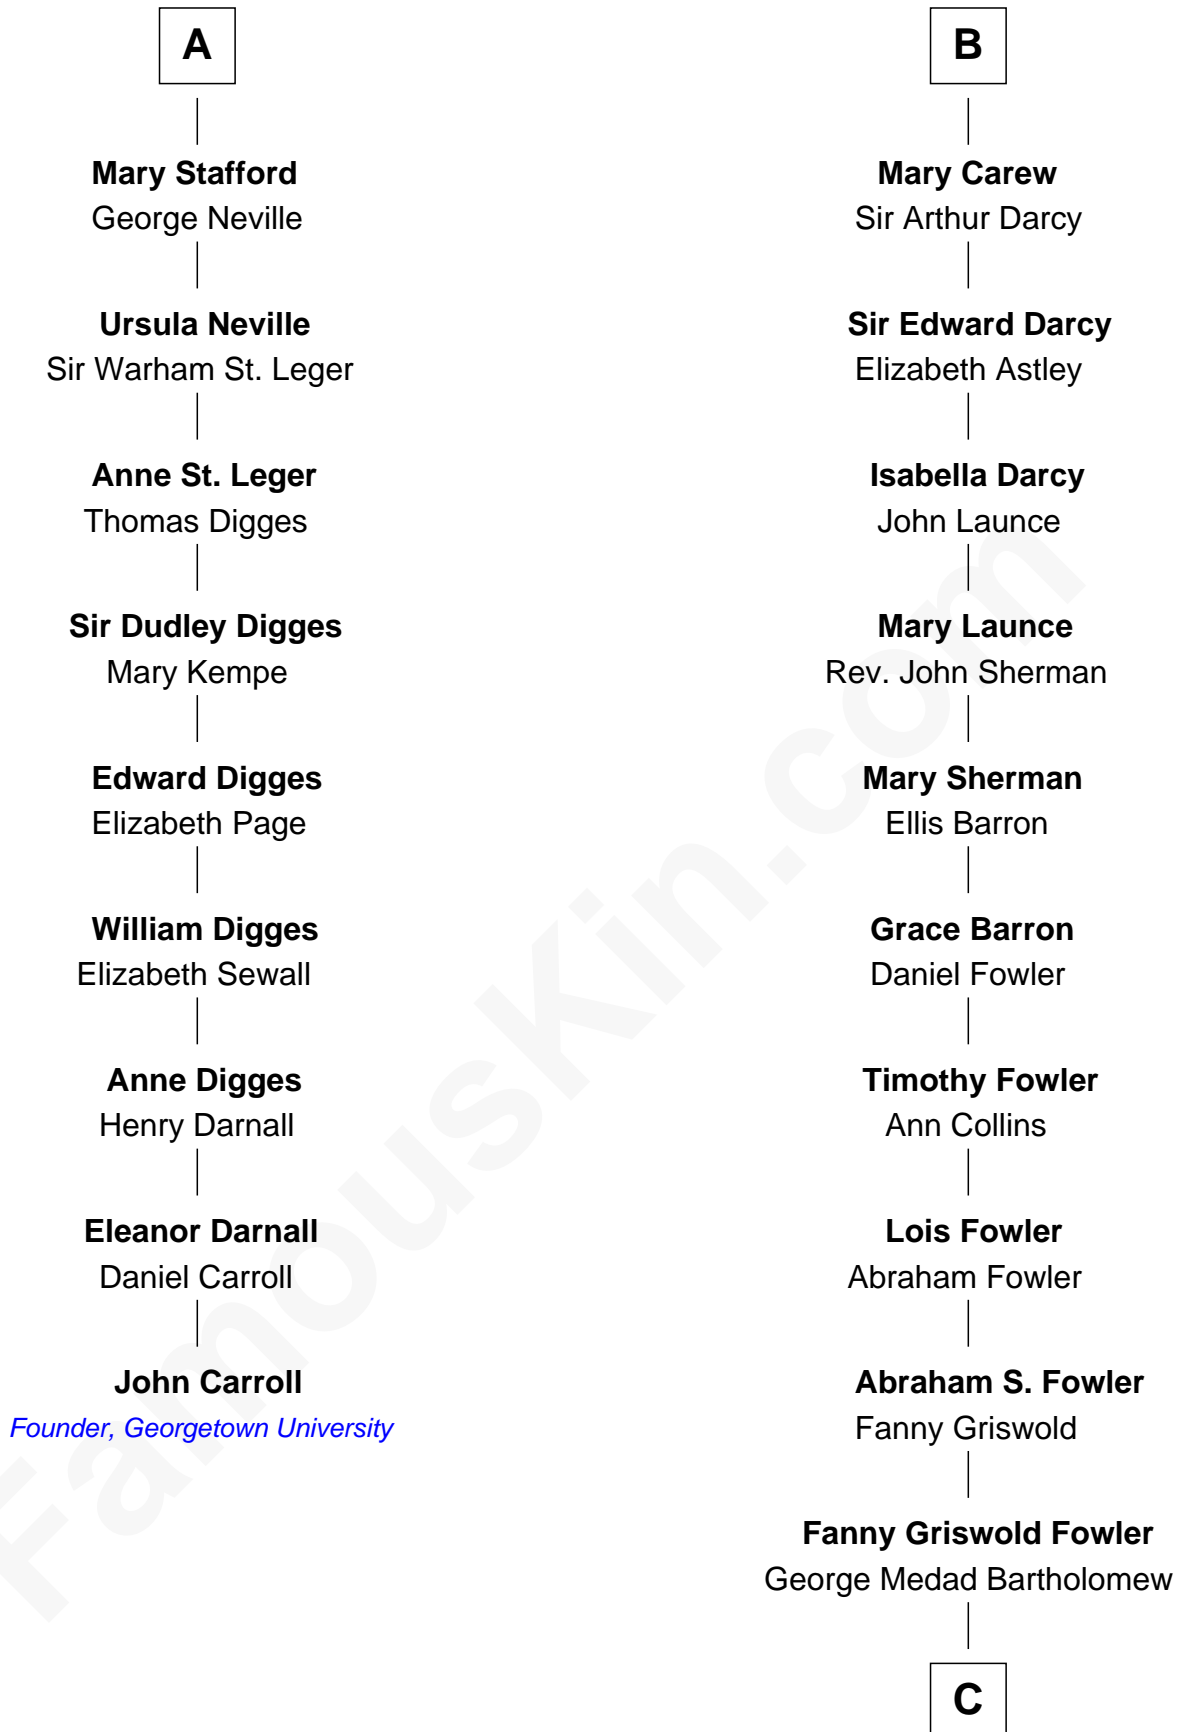 A
Mary Stafford
George Neville
Ursula Neville
Sir Warham St. Leger
Anne St. Leger
Thomas Digges
Sir Dudley Digges
Mary Kempe
Edward Digges
Elizabeth Page
William Digges
Elizabeth Sewall
Anne Digges
Henry Darnall
Eleanor Darnall
Daniel Carroll
John Carroll
Founder, Georgetown University
B
Mary Carew
Sir Arthur Darcy
Sir Edward Darcy
Elizabeth Astley
Isabella Darcy
John Launce
Mary Launce
Rev. John Sherman
Mary Sherman
Ellis Barron
Grace Barron
Daniel Fowler
Timothy Fowler
Ann Collins
Lois Fowler
Abraham Fowler
Abraham S. Fowler
Fanny Griswold
Fanny Griswold Fowler
George Medad Bartholomew
C
FamousKin.com